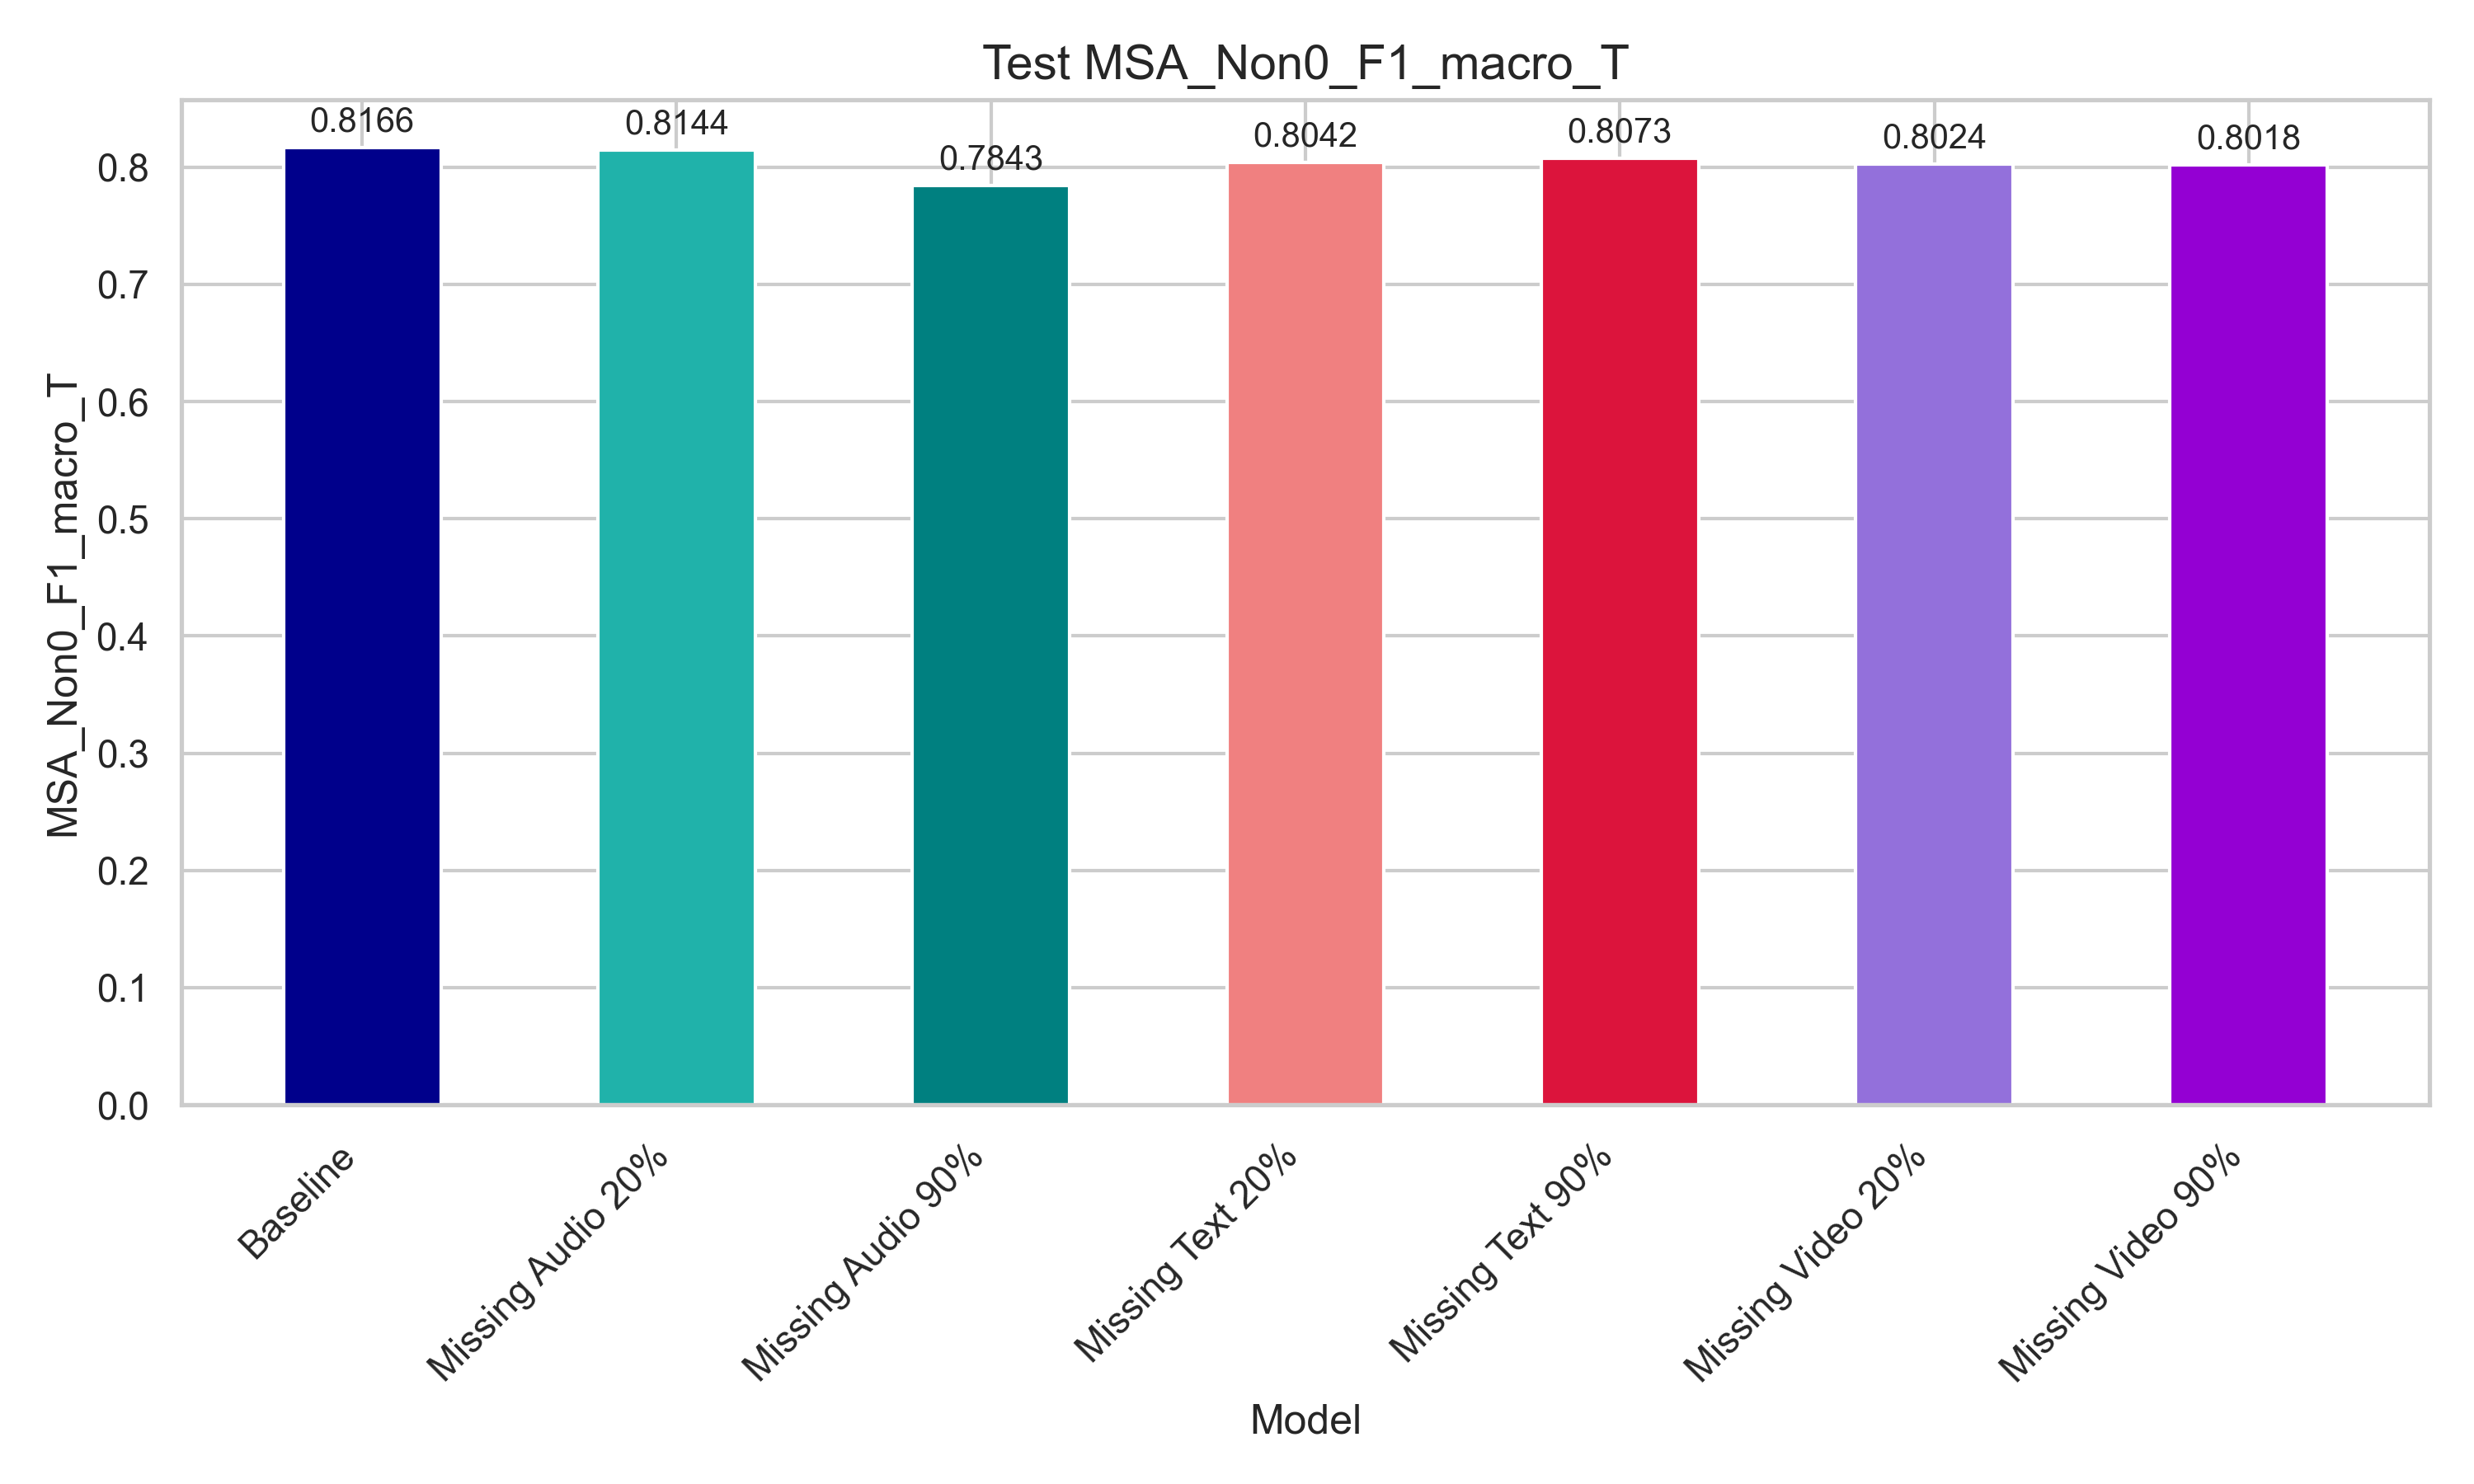 Test MSA_Non0_F1_macro_T
0.8166
0.8144
0.7843
0.8042
0.8073
0.8024
0.8018
MSA_Non0_F1_macro_T
0.8
0.7
0.6
0.5
0.4
0.3
0.2
0.1
0.0
Baseline
Missing Audio 20%
Missing Audio 90%
Missing Text 20%
Missing Text 90%
Missing Video 20%
Missing Video 90%
Model